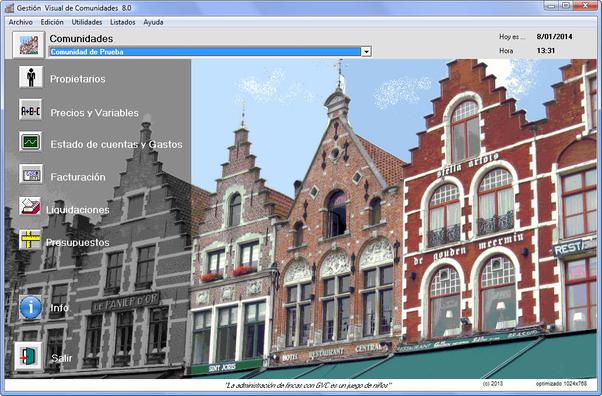 Gestión Visual de Comunidades 8.0
Archivo Edición Utilidades Listados Ayuda
Comunidades
Comunidad de Prueba
Hoy es ... 8/01/2014
Hora 13:31
Propietarios
A+B-C
Precios y Variables
Estado de cuentas y Gastos
Facturación
Liquidaciones
Presupuestos
Info
Salir
stella artois
de gouden meermin
RESTA
LE PANIER D'OR
SINT JORIS
HOTEL RESTAURANT CENTRAL
RESTAURANT
BRASSERIE
"La administración de fincas con GVC es un juego de niños"
(c) 2013
optimizado 1024x768